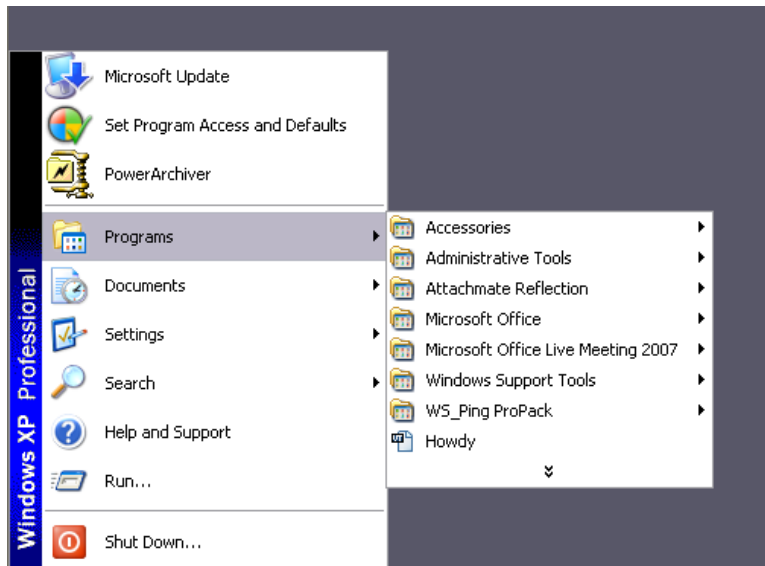 Microsoft Update
Set Program Access and Defaults
PowerArchiver
Programs
Documents
Settings
Search
Help and Support
Run...
Shut Down...
Windows XP Professional
Accessories
Administrative Tools
Attachmate Reflection
Microsoft Office
Microsoft Office Live Meeting 2007
Windows Support Tools
WS_Ping ProPack
Howdy